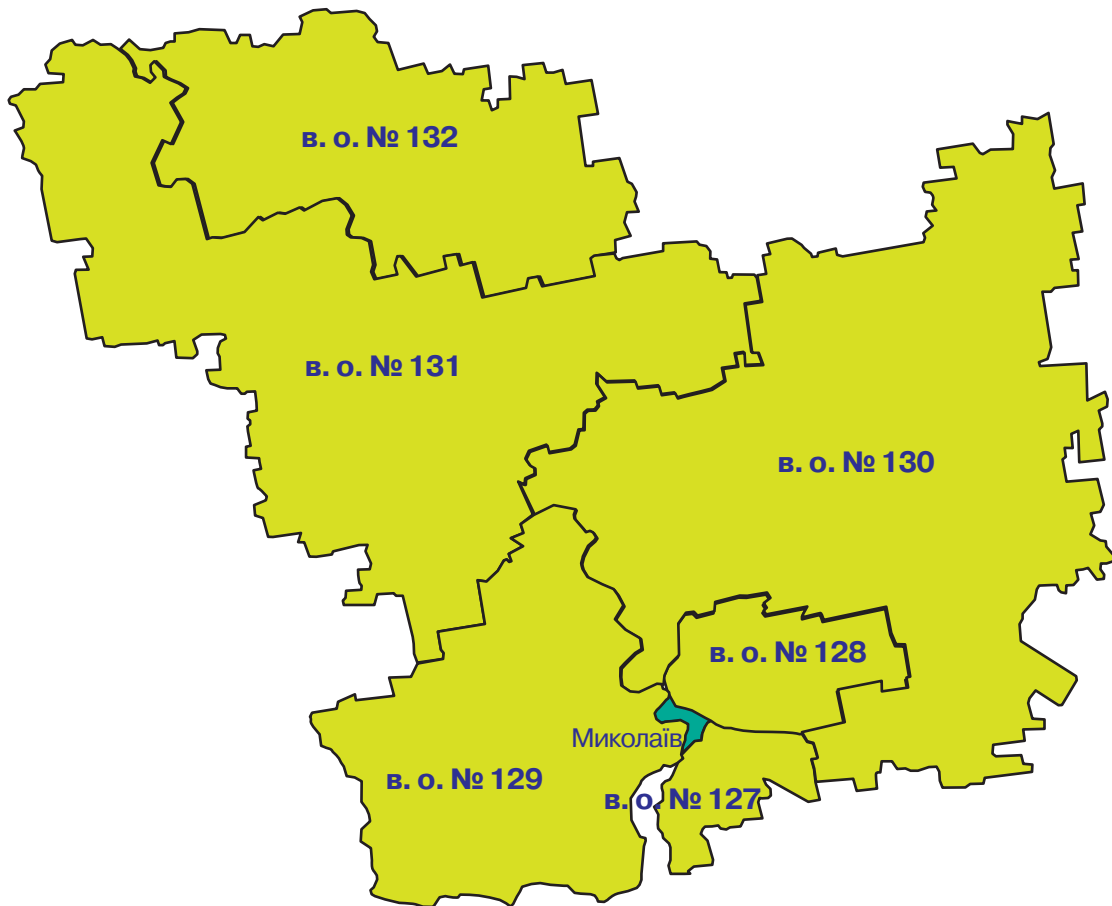 в. о. № 132
в. о. № 131
в. о. № 130
в. о. № 128
Миколаїв
в. о. № 129
в. о. № 127